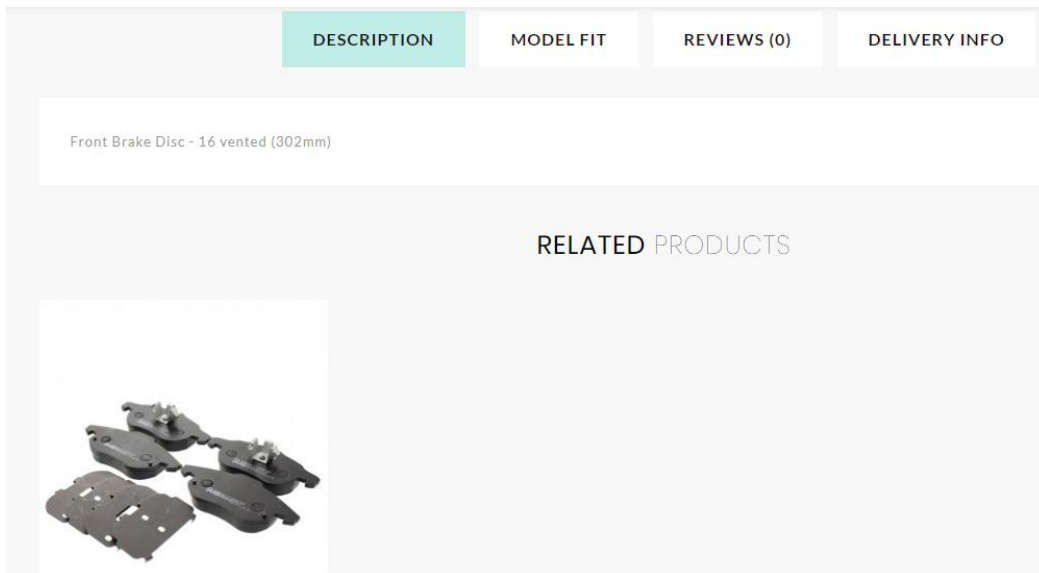 DESCRIPTION MODEL FIT REVIEWS (0) DELIVERY INFO
Front Brake Disc - 16 vented (302mm)
RELATED PRODUCTS